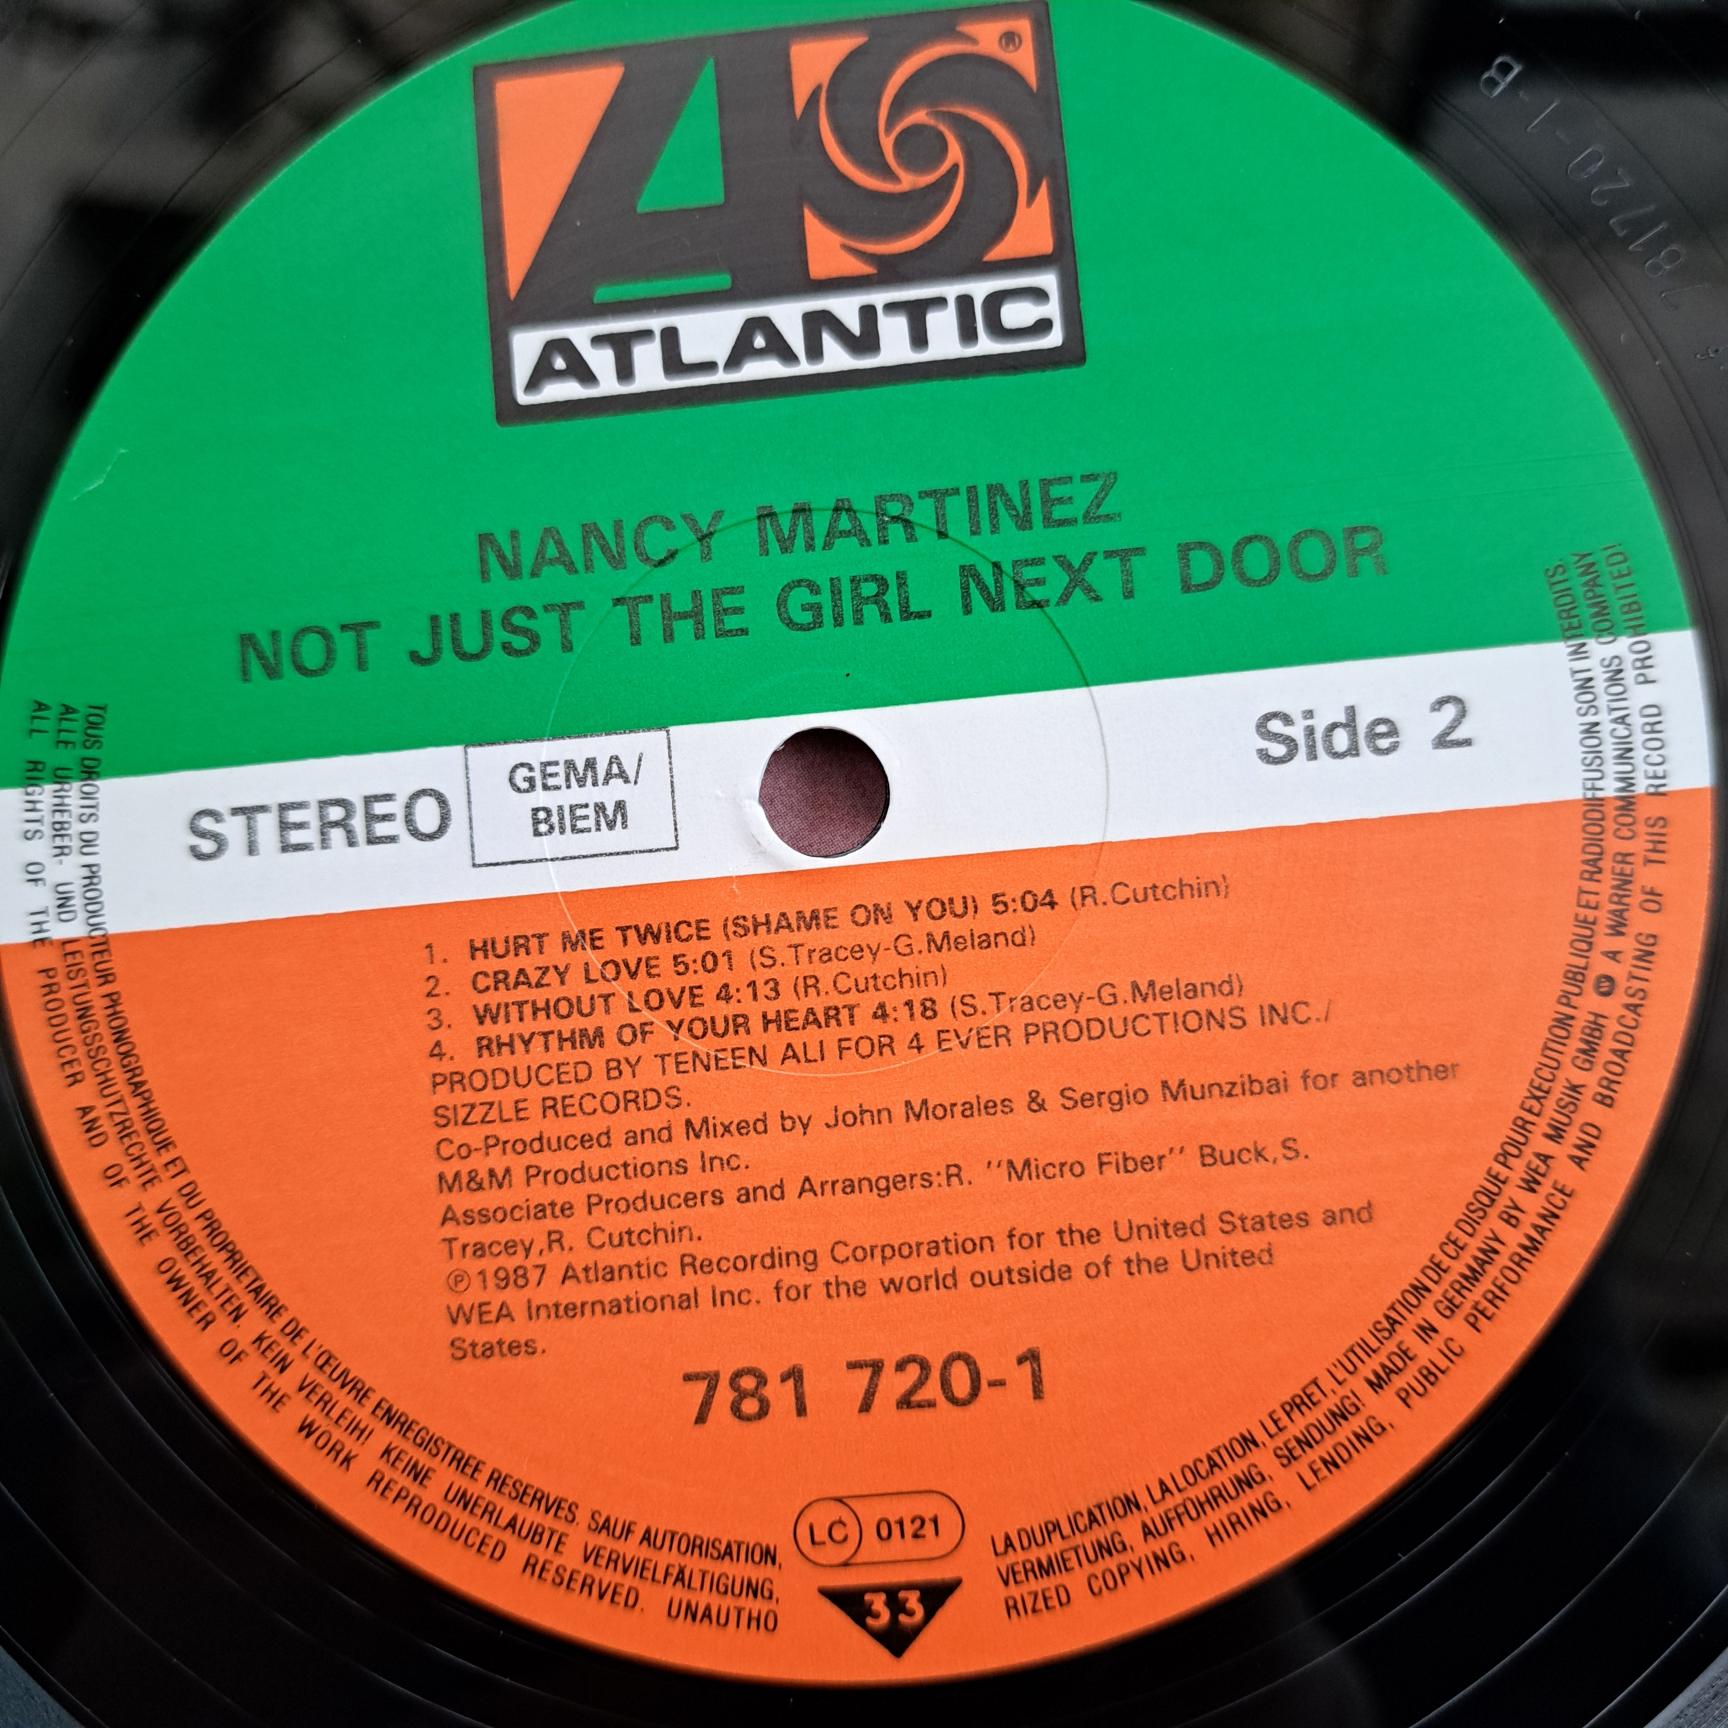 ATLANTIC
NANCY MARTINEZ
NOT JUST THE GIRL NEXT DOOR
STEREO
GEMA/
BIEM
Side 2
1. HURT ME TWICE (SHAME ON YOU) 5:04 (R.Cutchin)
2. CRAZY LOVE 5:01 (S.Tracey-G.Meland)
3. WITHOUT LOVE 4:13 (R.Cutchin)
4. RHYTHM OF YOUR HEART 4:18 (S.Tracey-G.Meland)
PRODUCED BY TENEEN ALI FOR 4 EVER PRODUCTIONS INC./
SIZZLE RECORDS.
Co-Produced and Mixed by John Morales & Sergio Munzibai for another
M&M Productions Inc.
Associate Producers and Arrangers:R. ''Micro Fiber'' Buck,S.
Tracey,R. Cutchin.
℗1987 Atlantic Recording Corporation for the United States and
WEA International Inc. for the world outside of the United
States.
781 720-1
LC 0121
33
TOUS DROITS DU PRODUCTEUR PHONOGRAPHIQUE ET DU PROPRIETAIRE DE L'ŒUVRE ENREGISTREE RESERVES. SAUF AUTORISATION,
LA DUPLICATION, LA LOCATION, LE PRET, L'UTILISATION DE CE DISQUE POUR EXECUTION PUBLIQUE ET RADIODIFFUSION SONT INTERDITS.
ALLE URHEBER- UND LEISTUNGSSCHUTZRECHTE VORBEHALTEN. KEIN VERLEIH! KEINE UNERLAUBTE VERVIELFÄLTIGUNG,
VERMIETUNG, AUFFÜHRUNG, SENDUNG! MADE IN GERMANY BY WEA MUSIK GMBH A WARNER COMMUNICATIONS COMPANY
ALL RIGHTS OF THE PRODUCER AND OF THE OWNER OF THE WORK REPRODUCED RESERVED. UNAUTHO
RIZED COPYING, HIRING, LENDING, PUBLIC PERFORMANCE AND BROADCASTING OF THIS RECORD PROHIBITED!
781720-1-B